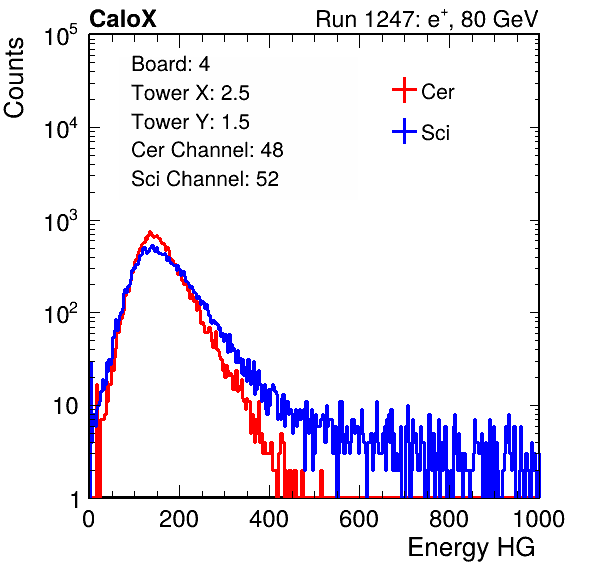 CaloX Run 1247: e⁺, 80 GeV
Counts
10⁵
10⁴
10³
10²
10
1
Board: 4
Tower X: 2.5
Tower Y: 1.5
Cer Channel: 48
Sci Channel: 52
Cer
Sci
0 200 400 600 800 1000
Energy HG